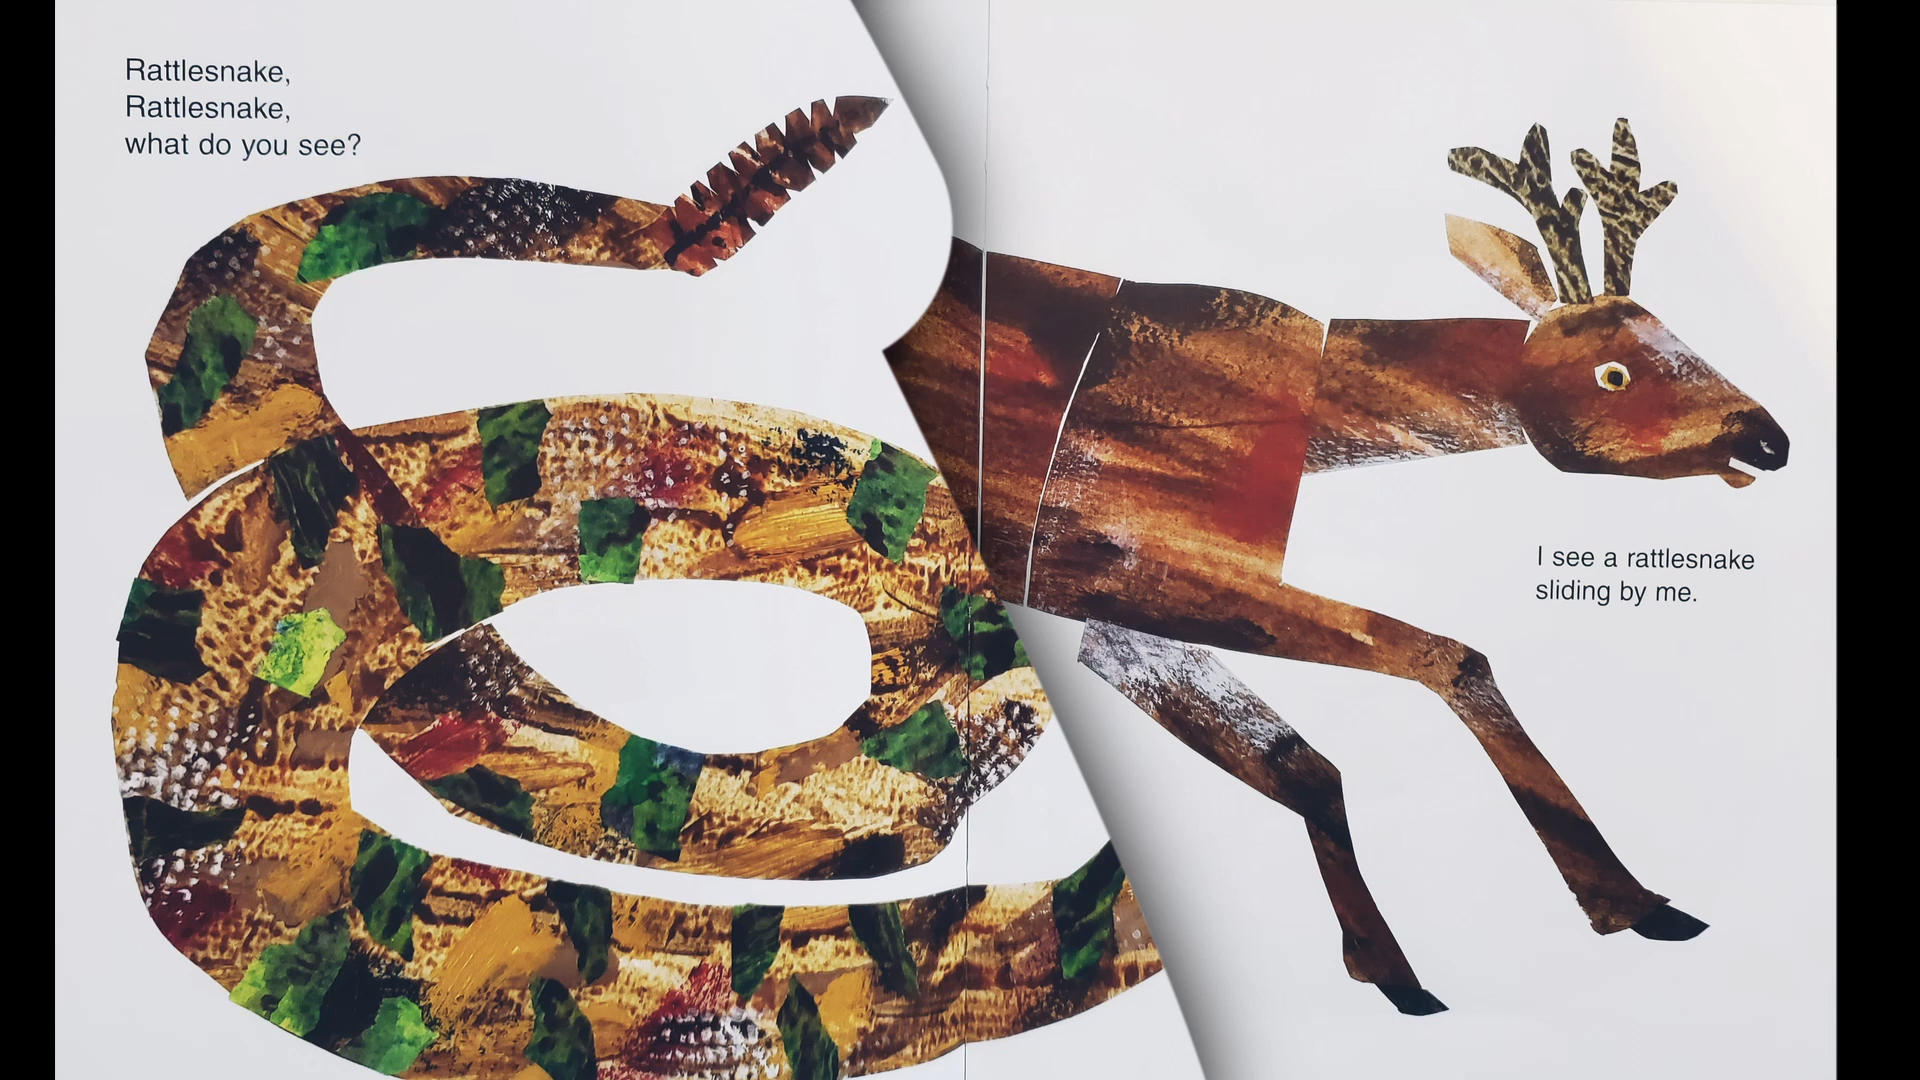 Rattlesnake,
Rattlesnake,
what do you see?
I see a rattlesnake
sliding by me.